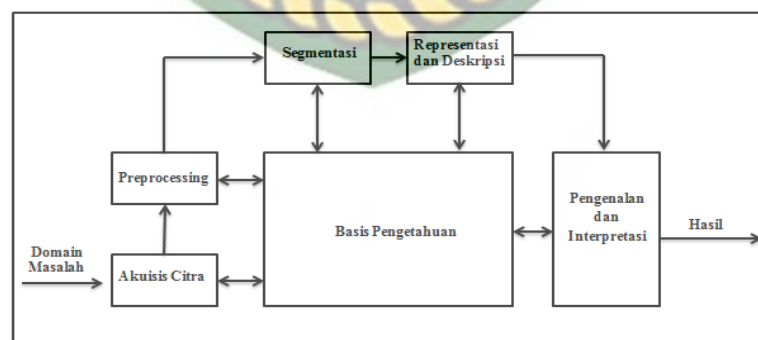 Segmentasi
Representasi
dan Deskripsi
Preprocessing
Basis Pengetahuan
Pengenalan
dan
Interpretasi
Hasil
Domain
Masalah
Akuisis Citra